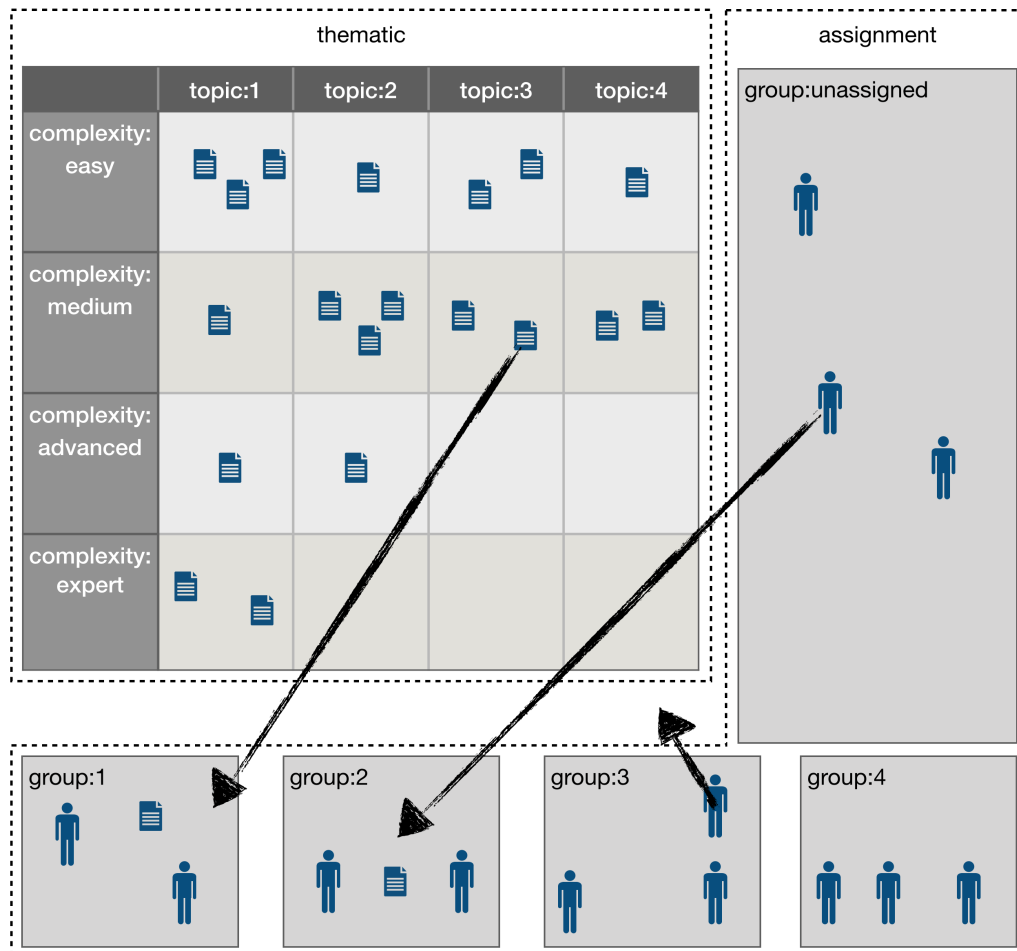 thematic
assignment
topic:1
topic:2
topic:3
topic:4
group:unassigned
complexity:
easy
complexity:
medium
complexity:
advanced
complexity:
expert
group:1
group:2
group:3
group:4